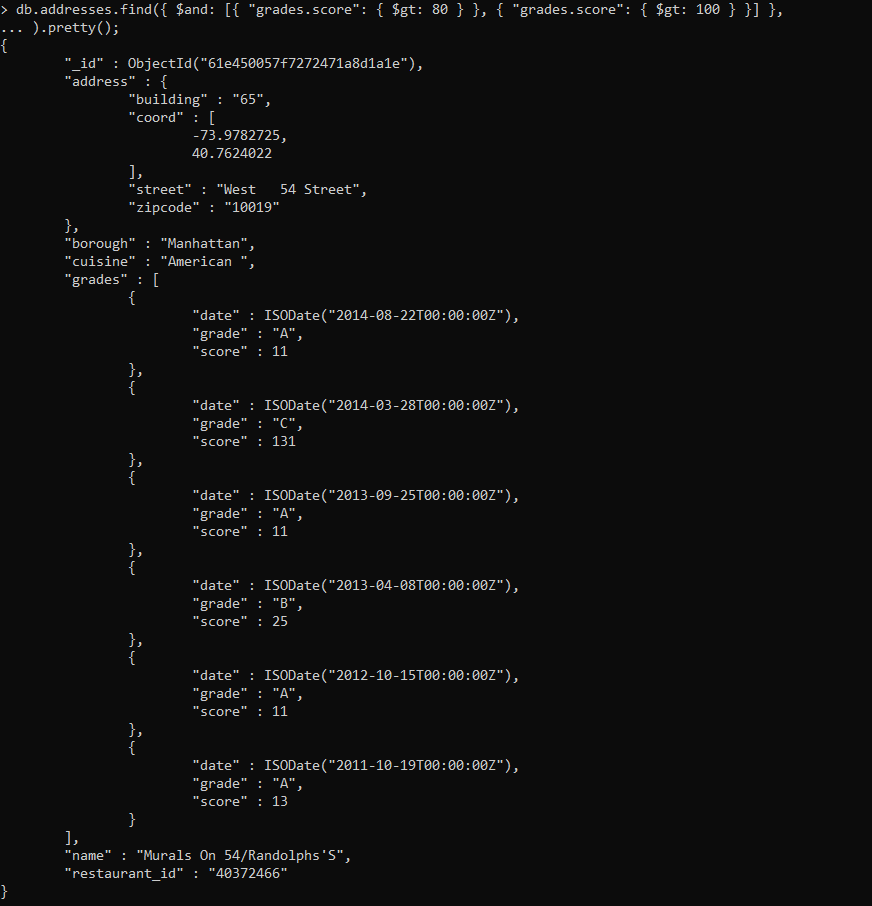 > db.addresses.find({ $and: [{ "grades.score": { $gt: 80 } }, { "grades.score": { $gt: 100 } }] },
... ).pretty();
{
        "_id" : ObjectId("61e450057f7272471a8d1a1e"),
        "address" : {
                "building" : "65",
                "coord" : [
                        -73.9782725,
                        40.7624022
                ],
                "street" : "West   54 Street",
                "zipcode" : "10019"
        },
        "borough" : "Manhattan",
        "cuisine" : "American ",
        "grades" : [
                {
                        "date" : ISODate("2014-08-22T00:00:00Z"),
                        "grade" : "A",
                        "score" : 11
                },
                {
                        "date" : ISODate("2014-03-28T00:00:00Z"),
                        "grade" : "C",
                        "score" : 131
                },
                {
                        "date" : ISODate("2013-09-25T00:00:00Z"),
                        "grade" : "A",
                        "score" : 11
                },
                {
                        "date" : ISODate("2013-04-08T00:00:00Z"),
                        "grade" : "B",
                        "score" : 25
                },
                {
                        "date" : ISODate("2012-10-15T00:00:00Z"),
                        "grade" : "A",
                        "score" : 11
                },
                {
                        "date" : ISODate("2011-10-19T00:00:00Z"),
                        "grade" : "A",
                        "score" : 13
                }
        ],
        "name" : "Murals On 54/Randolphs'S",
        "restaurant_id" : "40372466"
}